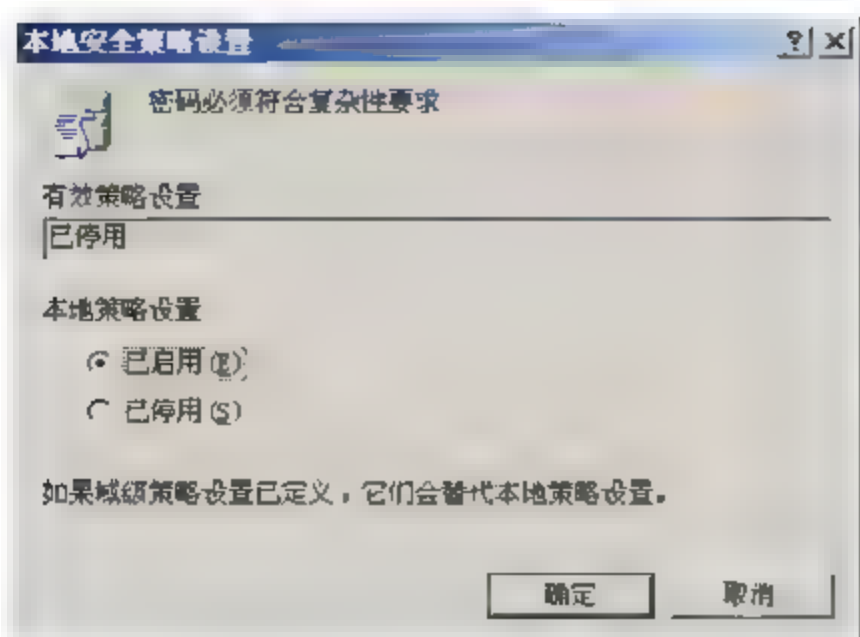 本地安全策略设置
密码必须符合复杂性要求
有效策略设置
已停用
本地策略设置
已启用(E)
已停用(S)
如果域级策略设置已定义，它们会替代本地策略设置。
确定 取消